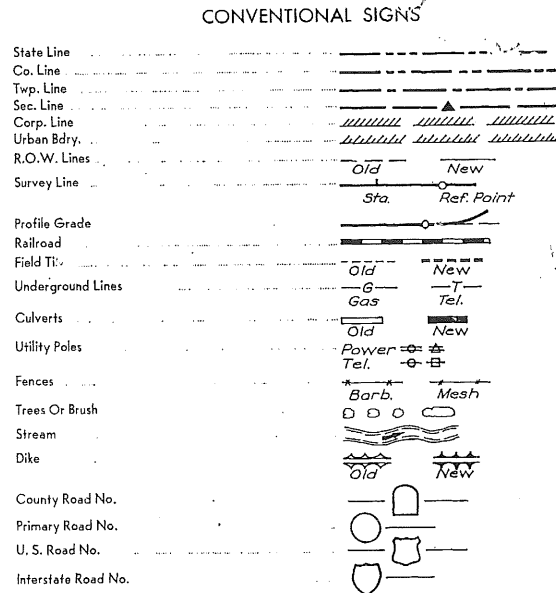 CONVENTIONAL SIGNS
State Line
Co. Line
Twp. Line
Sec. Line
Corp. Line
Urban Bdry.
R.O.W. Lines Old New
Survey Line Sta. Ref. Point
Profile Grade
Railroad
Field Old New
Underground Lines G T
Gas Tel.
Culverts Old New
Utility Poles Power
Tel.
Fences Barb. Mesh
Trees Or Brush
Stream
Dike Old New
County Road No.
Primary Road No.
U. S. Road No.
Interstate Road No.